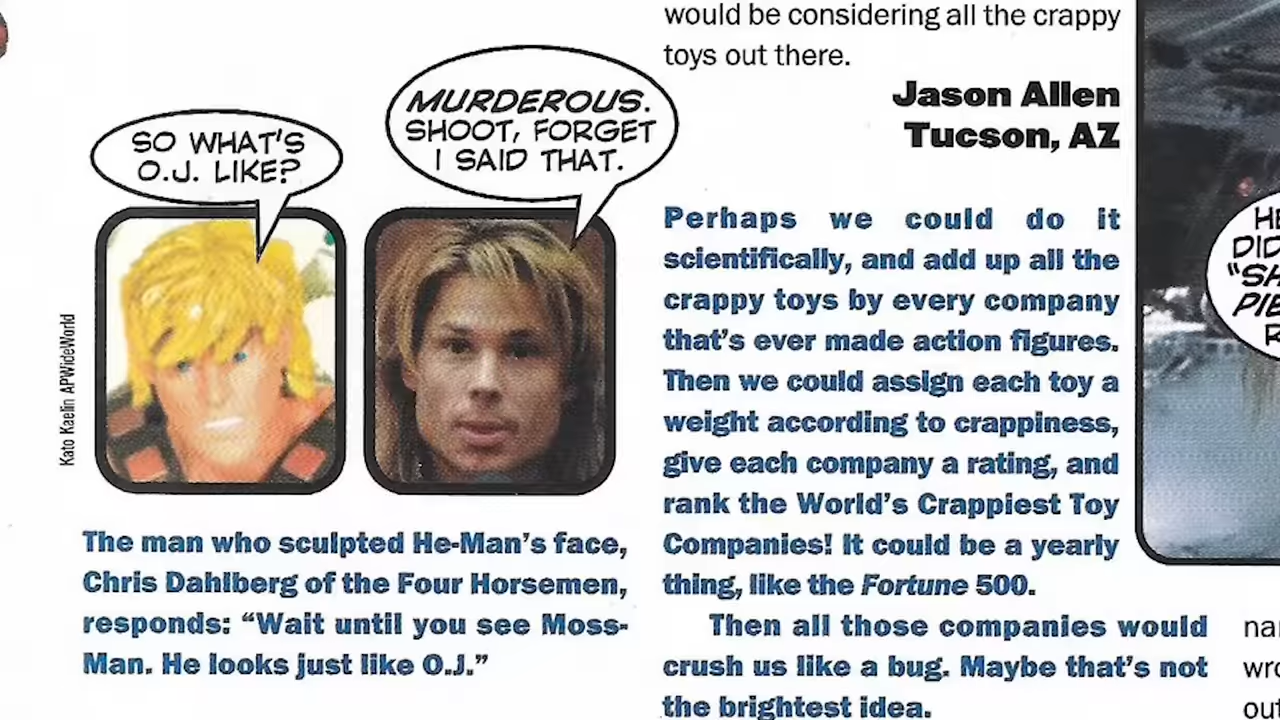 SO WHAT'S
O.J. LIKE?
MURDEROUS.
SHOOT, FORGET
I SAID THAT.
Kato Kaelin APWideWorld
The man who sculpted He-Man's face,
Chris Dahlberg of the Four Horsemen,
responds: “Wait until you see Moss-
Man. He looks just like O.J.”
would be considering all the crappy
toys out there.
Jason Allen
Tucson, AZ
Perhaps we could do it
scientifically, and add up all the
crappy toys by every company
that's ever made action figures.
Then we could assign each toy a
weight according to crappiness,
give each company a rating, and
rank the World's Crappiest Toy
Companies! It could be a yearly
thing, like the Fortune 500.
Then all those companies would
crush us like a bug. Maybe that's not
the brightest idea.